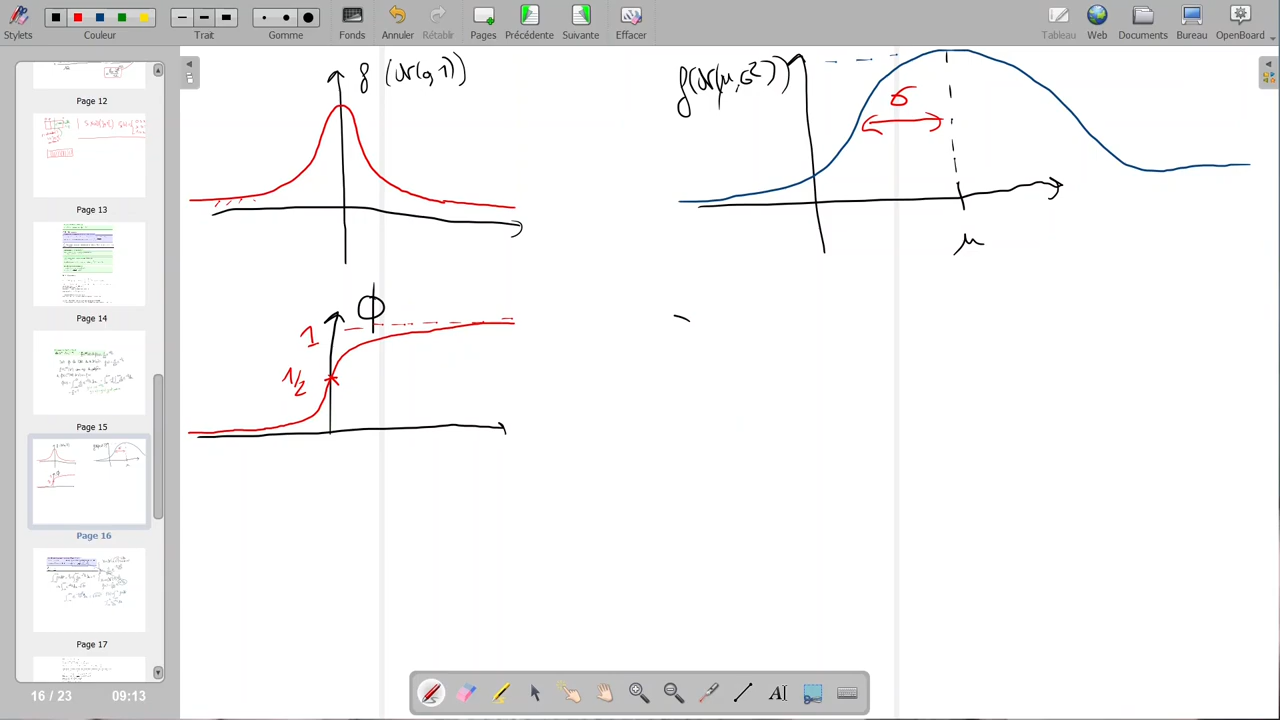 Stylets
Couleur
Trait
Gomme
Fonds
Annuler
Rétablir
Pages
Précédente
Suivante
Effacer
Tableau
Web
Documents
Bureau
OpenBoard
Page 12
Page 13
Page 14
Page 15
Page 16
Page 17
16 / 23 09:13
f (N(0,1))
f(N(μ,σ²))
σ
μ
ϕ
1
1/2